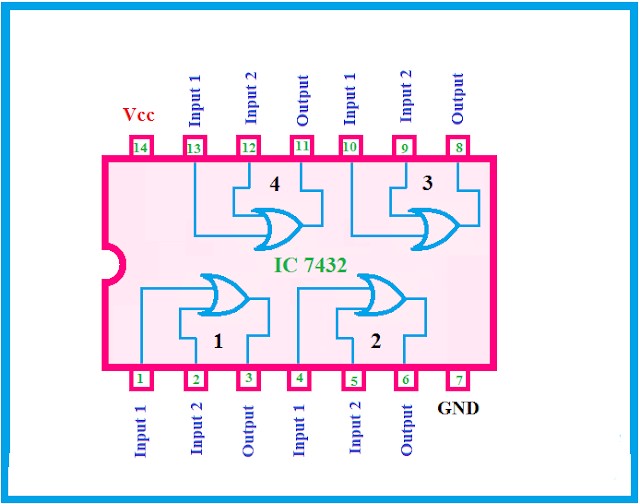 Vcc
Input 1
Input 2
Output
Input 1
Input 2
Output
14
13
12
11
10
9
8
4
3
IC 7432
1
2
1
2
3
4
5
6
7
Input 1
Input 2
Output
Input 1
Input 2
Output
GND